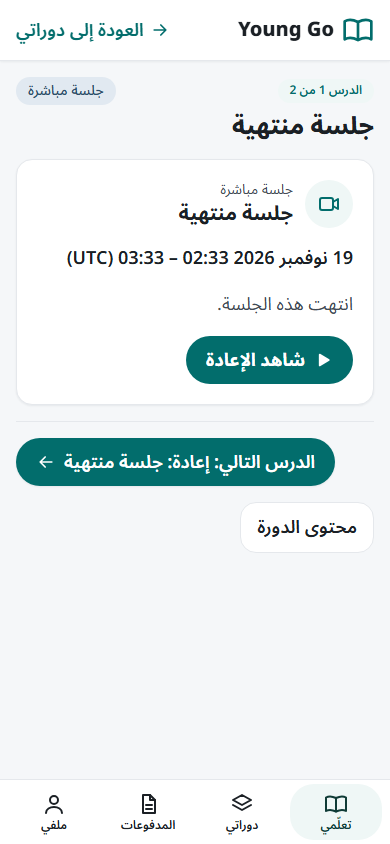 Young Go
العودة إلى دوراتي
الدرس 1 من 2
جلسة مباشرة
جلسة منتهية
جلسة مباشرة
جلسة منتهية
19 نوفمبر 2026 02:33 – 03:33 (UTC)
انتهت هذه الجلسة.
شاهد الإعادة
الدرس التالي: إعادة: جلسة منتهية
محتوى الدورة
تعلّمي
دوراتي
المدفوعات
ملفي